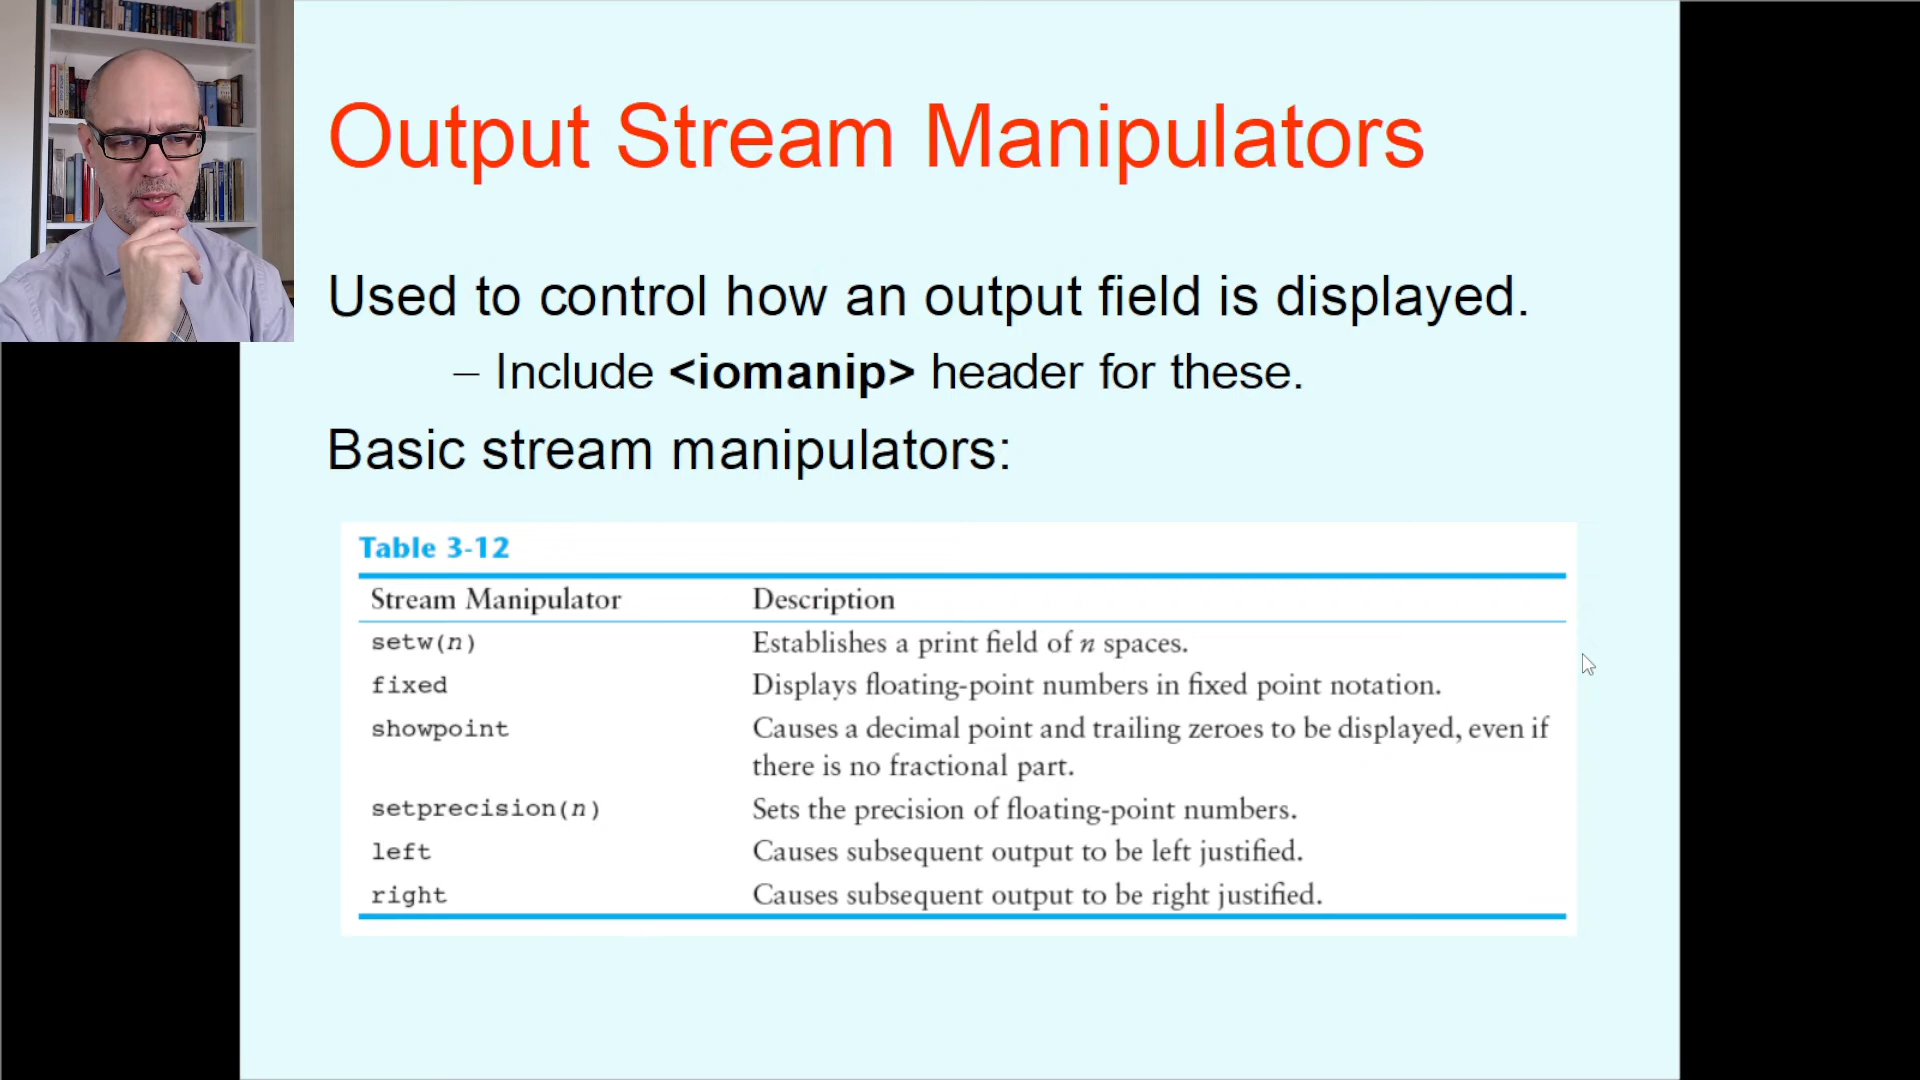 Output Stream Manipulators
Used to control how an output field is displayed.
– Include <iomanip> header for these.
Basic stream manipulators:
Table 3-12
Stream Manipulator Description
setw(n) Establishes a print field of n spaces.
fixed Displays floating-point numbers in fixed point notation.
showpoint Causes a decimal point and trailing zeroes to be displayed, even if
there is no fractional part.
setprecision(n) Sets the precision of floating-point numbers.
left Causes subsequent output to be left justified.
right Causes subsequent output to be right justified.